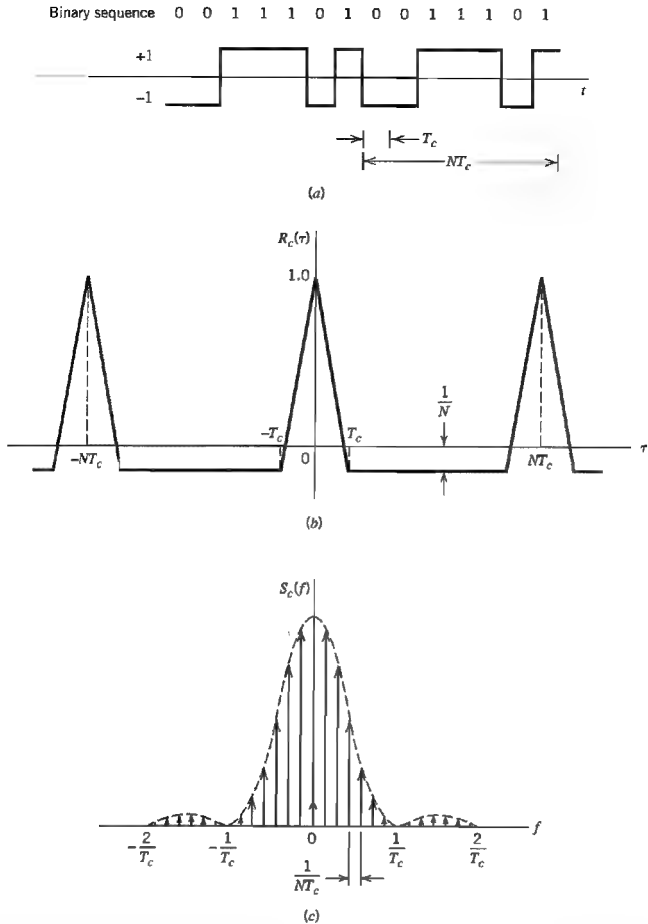 Binary sequence 0 0 1 1 1 0 1 0 0 1 1 1 0 1
+1
−1
t
T_c
NT_c
(a)
R_c(τ)
1.0
1/N
−T_c T_c
−NT_c 0 NT_c τ
(b)
S_c(f)
−2/T_c −1/T_c 0 1/T_c 2/T_c f
1/NT_c
(c)